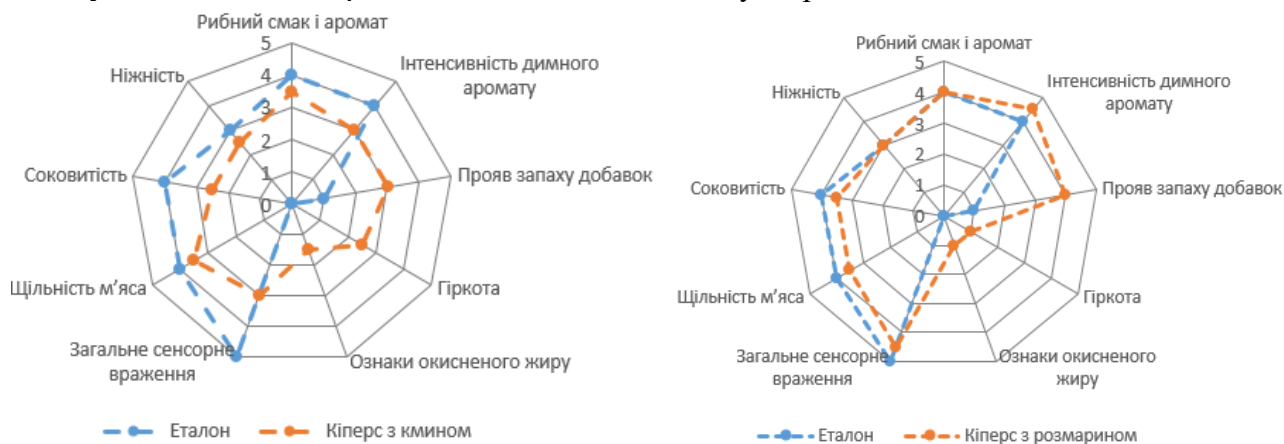 Рибний смак і аромат
5
4
3
2
1
0
Інтенсивність димного
аромату
Прояв запаху добавок
Гіркота
Ознаки окисненого жиру
Загальне сенсорне
враження
Щільність м’яса
Соковитість
Ніжність
Еталон
Кіперс з кмином
Рибний смак і аромат
5
4
3
2
1
0
Інтенсивність димного
аромату
Прояв запаху добавок
Гіркота
Ознаки окисненого
жиру
Загальне сенсорне
враження
Щільність м’яса
Соковитість
Ніжність
Еталон
Кіперс з розмарином